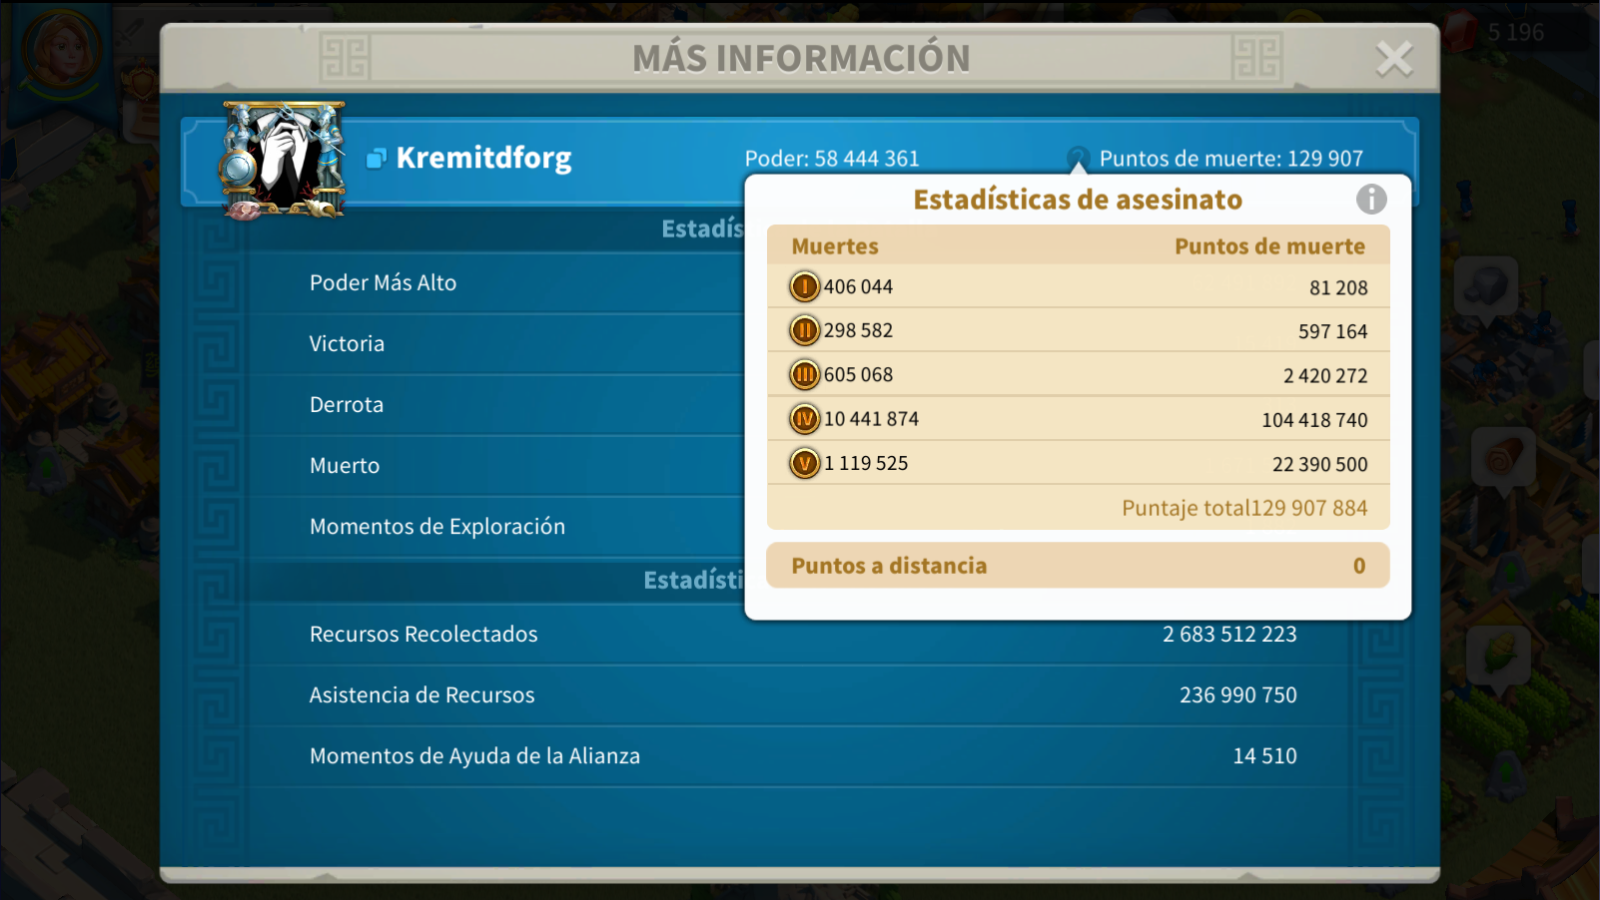 5 196
MÁS INFORMACIÓN
Kremitdforg
Poder: 58 444 361
Puntos de muerte: 129 907
Estadís
Estadísticas de asesinato
Muertes Puntos de muerte
I 406 044 81 208
II 298 582 597 164
III 605 068 2 420 272
IV 10 441 874 104 418 740
V 1 119 525 22 390 500
Puntaje total129 907 884
Puntos a distancia 0
Poder Más Alto
Victoria
Derrota
Muerto
Momentos de Exploración
Estadísti
Recursos Recolectados 2 683 512 223
Asistencia de Recursos 236 990 750
Momentos de Ayuda de la Alianza 14 510